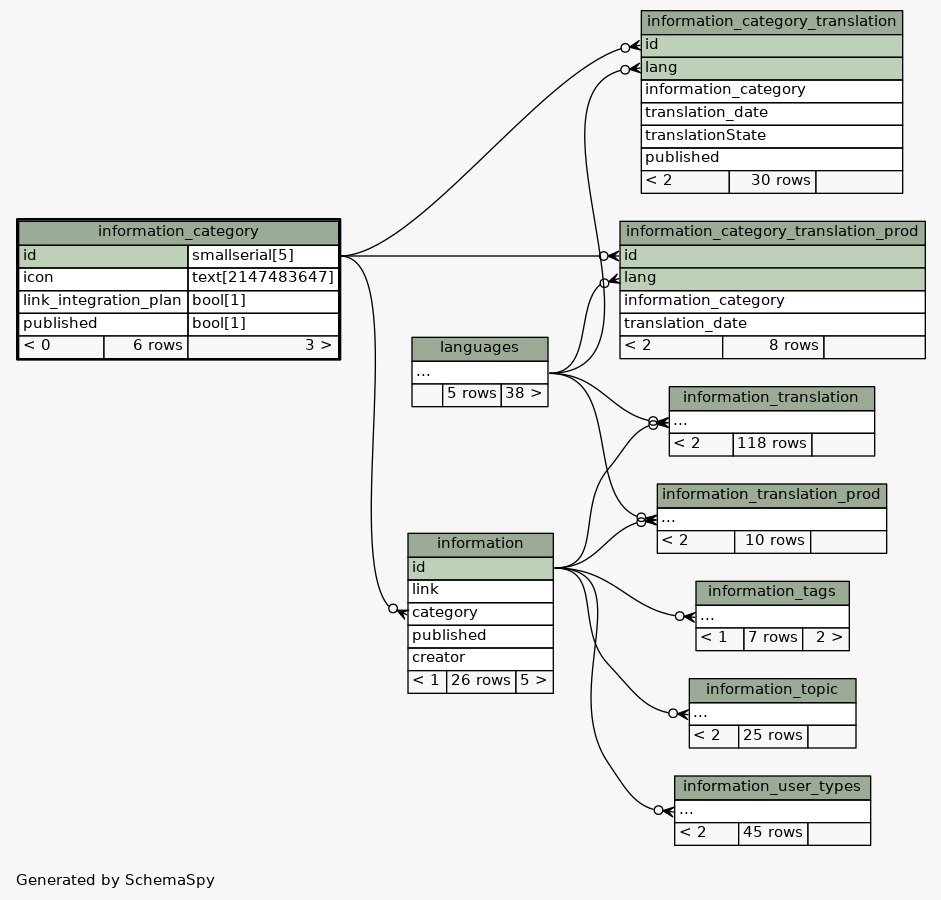 information_category_translation
id
lang
information_category
translation_date
translationState
published
< 2 30 rows
information_category
id smallserial[5]
icon text[2147483647]
link_integration_plan bool[1]
published bool[1]
< 0 6 rows 3 >
information_category_translation_prod
id
lang
information_category
translation_date
< 2 8 rows
languages
...
5 rows 38 >
information_translation
...
< 2 118 rows
information_translation_prod
...
< 2 10 rows
information
id
link
category
published
creator
< 1 26 rows 5 >
information_tags
...
< 1 7 rows 2 >
information_topic
...
< 2 25 rows
information_user_types
...
< 2 45 rows
Generated by SchemaSpy